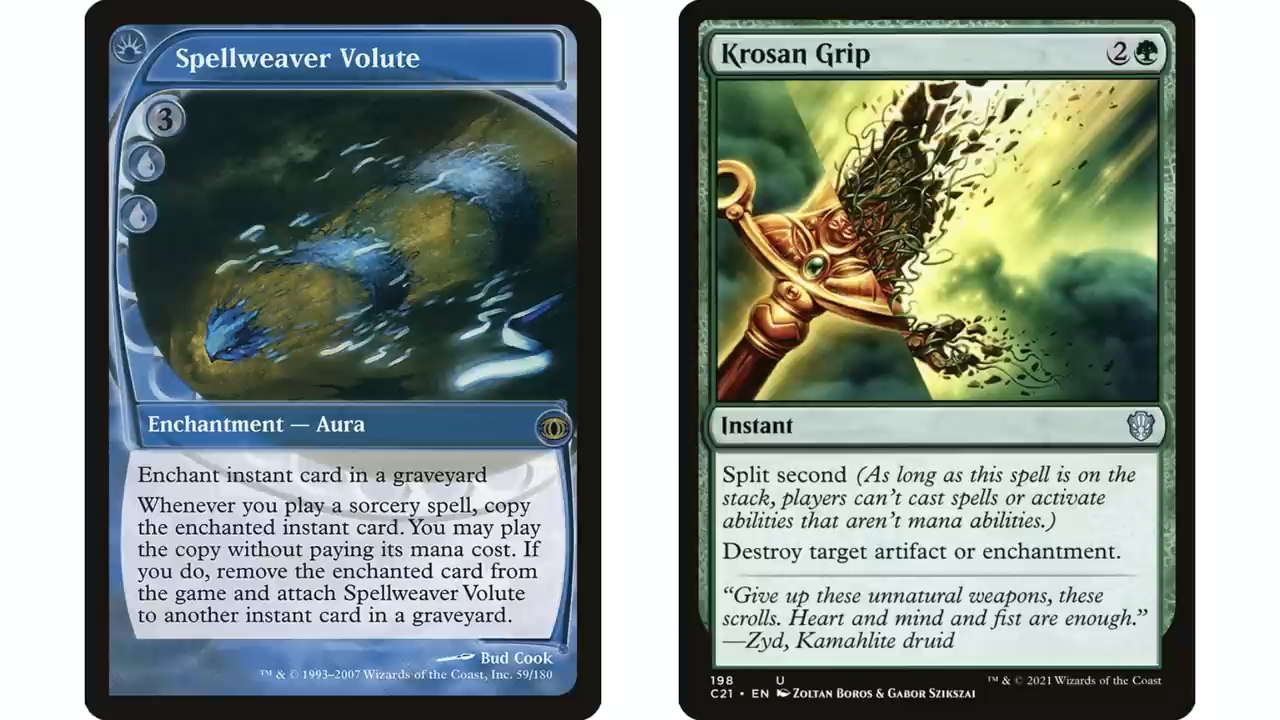 Spellweaver Volute
3
Enchantment — Aura
Enchant instant card in a graveyard
Whenever you play a sorcery spell, copy
the enchanted instant card. You may play
the copy without paying its mana cost. If
you do, remove the enchanted card from
the game and attach Spellweaver Volute
to another instant card in a graveyard.
Bud Cook
™ & © 1993–2007 Wizards of the Coast, Inc. 59/180
Krosan Grip
2
Instant
Split second (As long as this spell is on the
stack, players can't cast spells or activate
abilities that aren't mana abilities.)
Destroy target artifact or enchantment.
“Give up these unnatural weapons, these
scrolls. Heart and mind and fist are enough.”
—Zyd, Kamahlite druid
198 U
C21 • EN Zoltan Boros & Gabor Szikszai
™ & © 2021 Wizards of the Coast